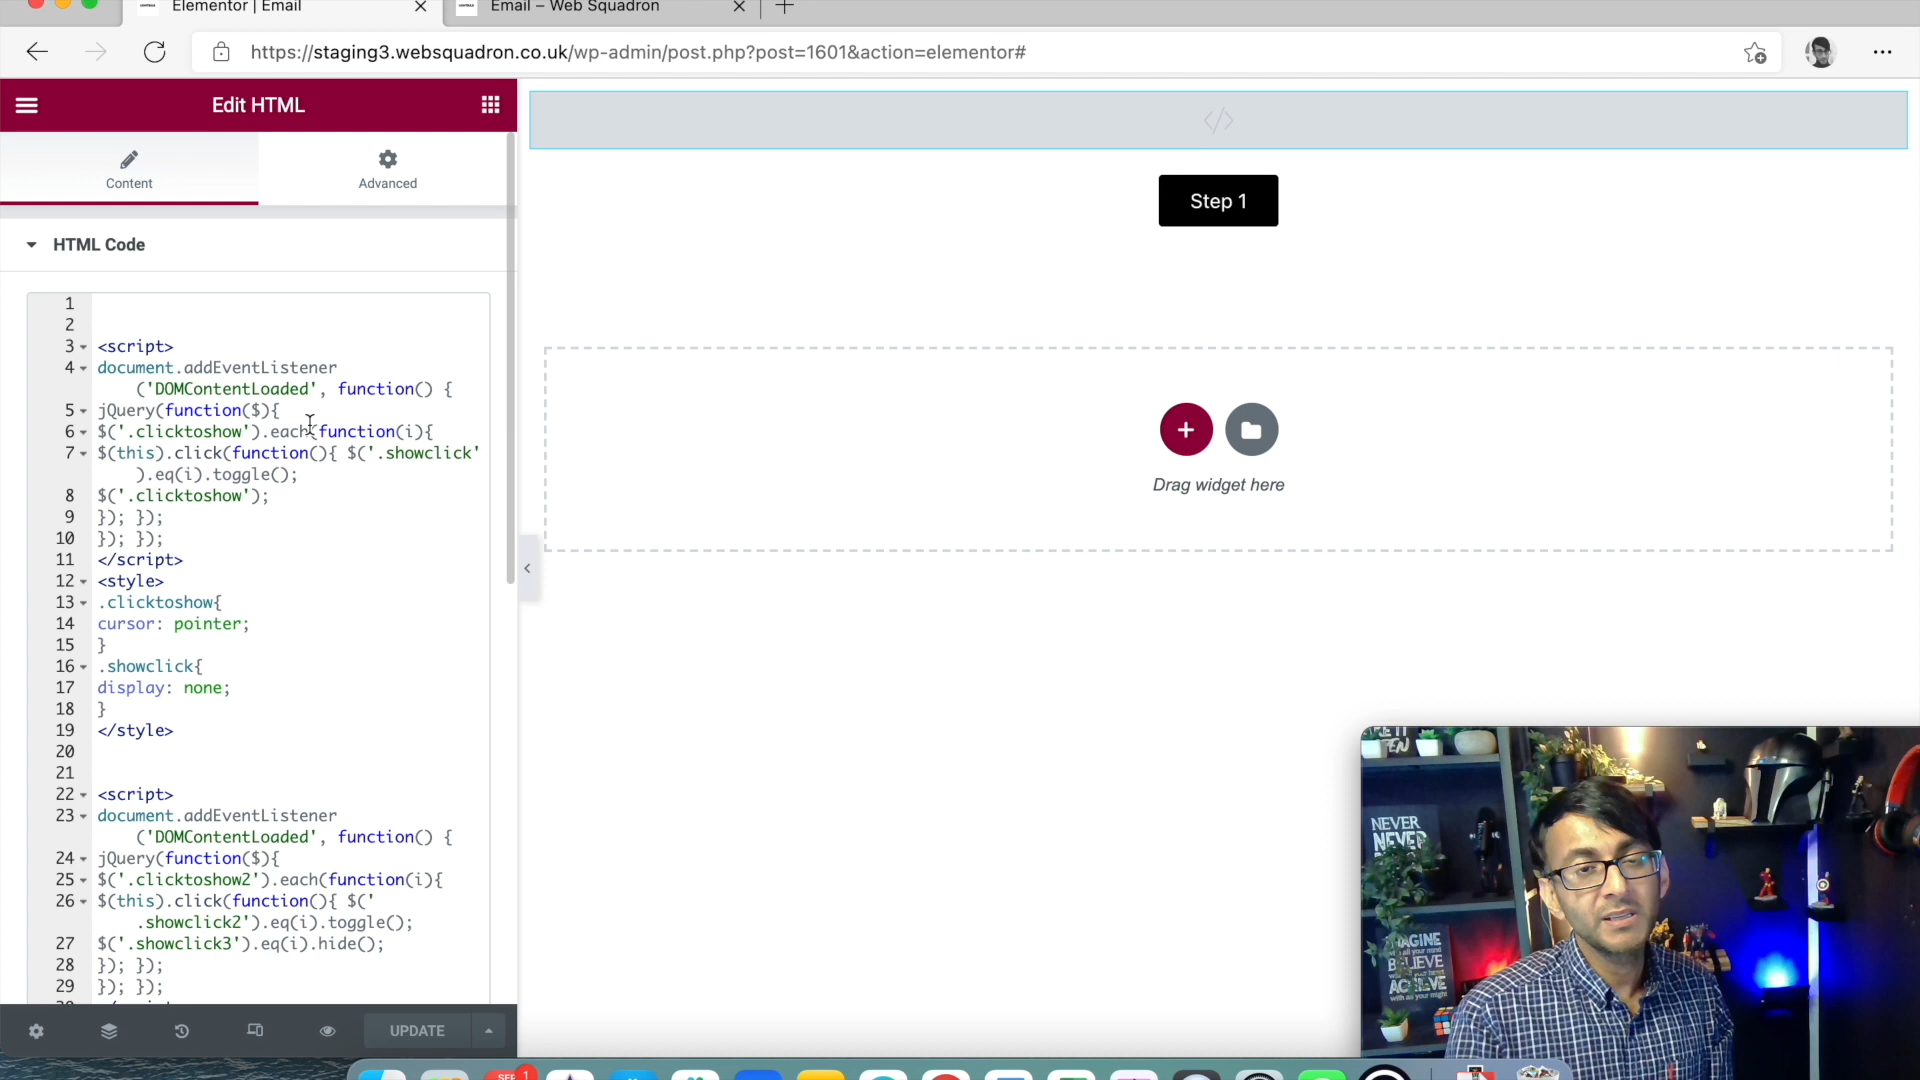 Elementor | Email
Email – Web Squadron
https://staging3.websquadron.co.uk/wp-admin/post.php?post=1601&action=elementor#
Edit HTML
Content
Advanced
HTML Code
1
2
3 <script>
4 document.addEventListener
('DOMContentLoaded', function() {
5 jQuery(function($){
6 $('.clicktoshow').each(function(i){
7 $(this).click(function(){ $('.showclick'
).eq(i).toggle();
8 $('.clicktoshow');
9 }); });
10 }); });
11 </script>
12 <style>
13 .clicktoshow{
14 cursor: pointer;
15 }
16 .showclick{
17 display: none;
18 }
19 </style>
20
21
22 <script>
23 document.addEventListener
('DOMContentLoaded', function() {
24 jQuery(function($){
25 $('.clicktoshow2').each(function(i){
26 $(this).click(function(){ $('
.showclick2').eq(i).toggle();
27 $('.showclick3').eq(i).hide();
28 }); });
29 }); });
UPDATE
Step 1
Drag widget here
NEVER
NEVER
BELIEVE
SEP
1